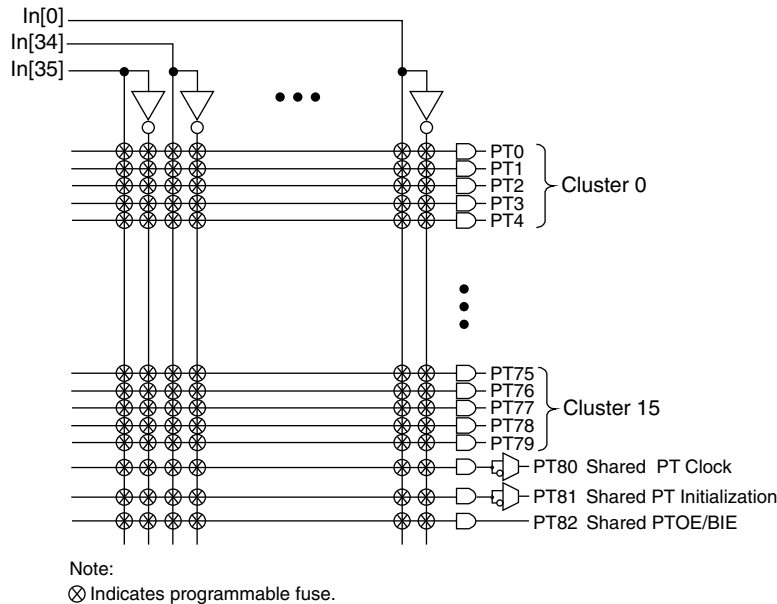 In[0]
In[34]
In[35]
PT0
PT1
PT2
PT3
PT4
Cluster 0
PT75
PT76
PT77
PT78
PT79
Cluster 15
PT80 Shared PT Clock
PT81 Shared PT Initialization
PT82 Shared PTOE/BIE
Note:
Indicates programmable fuse.